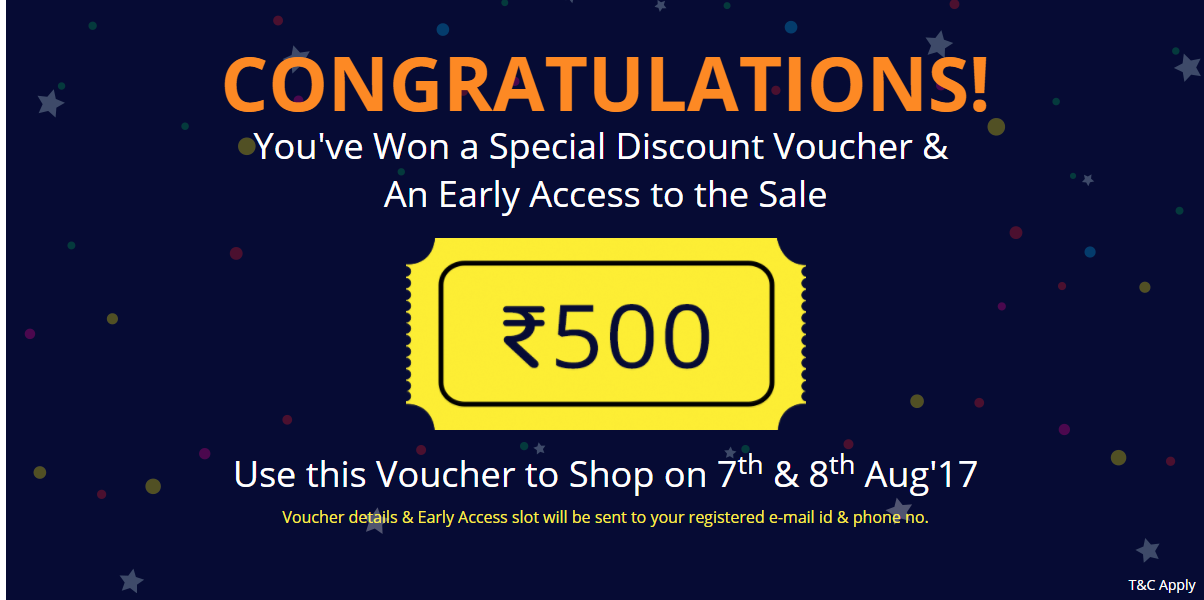 CONGRATULATIONS!
You've Won a Special Discount Voucher &
An Early Access to the Sale
₹500
Use this Voucher to Shop on 7th & 8th Aug'17
Voucher details & Early Access slot will be sent to your registered e-mail id & phone no.
T&C Apply